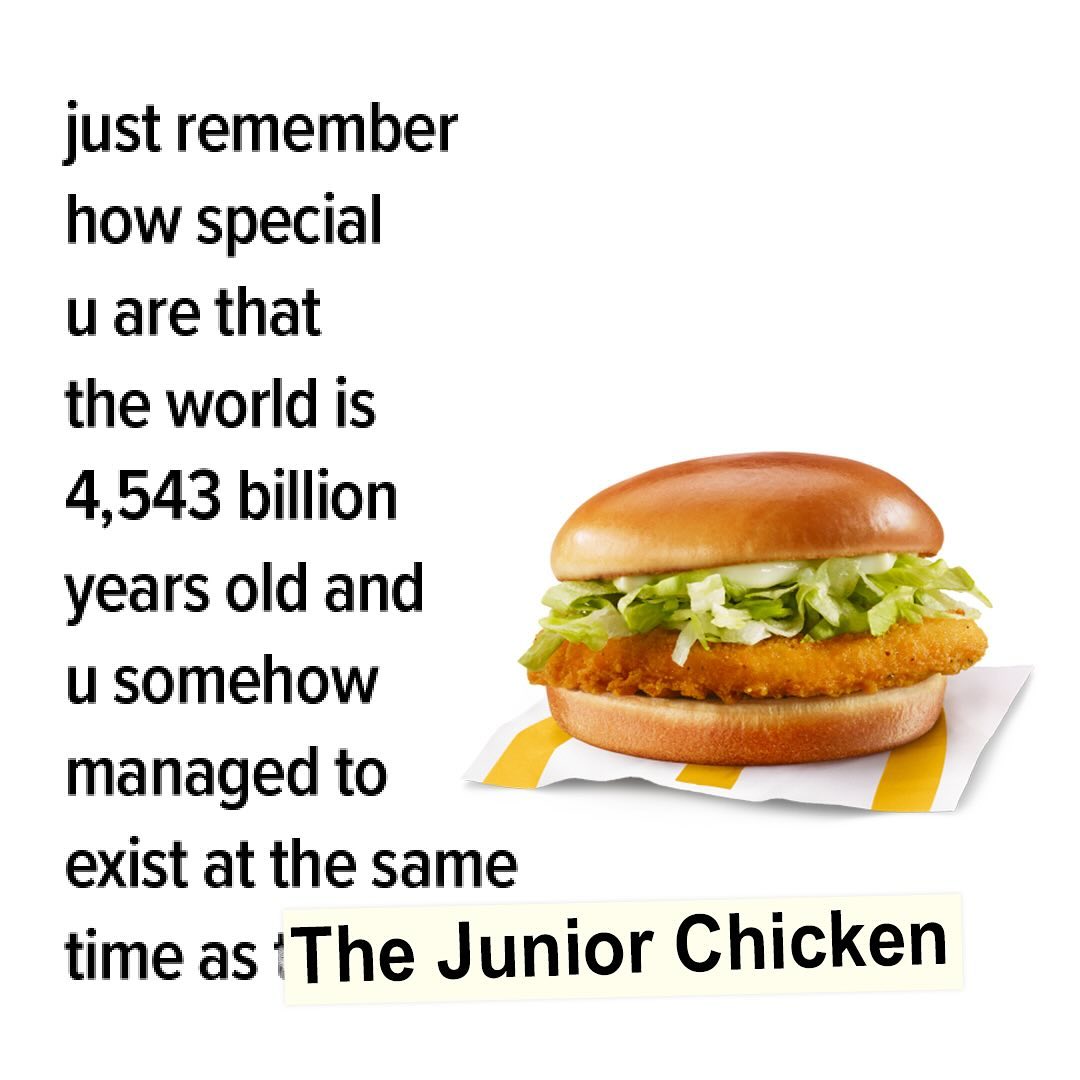 just remember
how special
u are that
the world is
4,543 billion
years old and
u somehow
managed to
exist at the same
time as The Junior Chicken